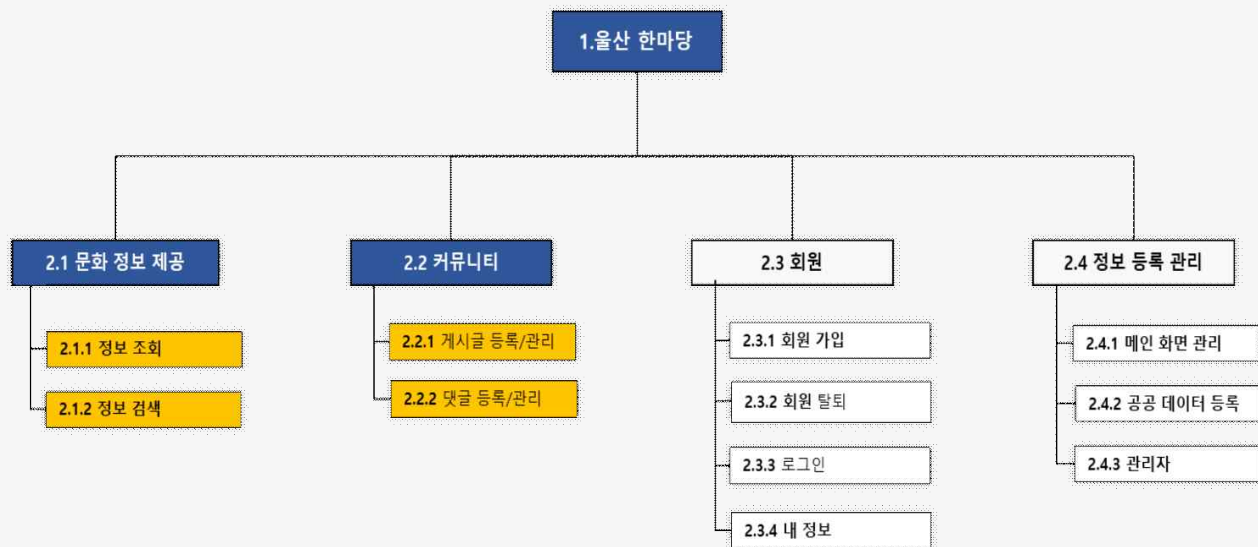 1.울산 한마당
2.1 문화 정보 제공
2.1.1 정보 조회
2.1.2 정보 검색
2.2 커뮤니티
2.2.1 게시글 등록/관리
2.2.2 댓글 등록/관리
2.3 회원
2.3.1 회원 가입
2.3.2 회원 탈퇴
2.3.3 로그인
2.3.4 내 정보
2.4 정보 등록 관리
2.4.1 메인 화면 관리
2.4.2 공공 데이터 등록
2.4.3 관리자